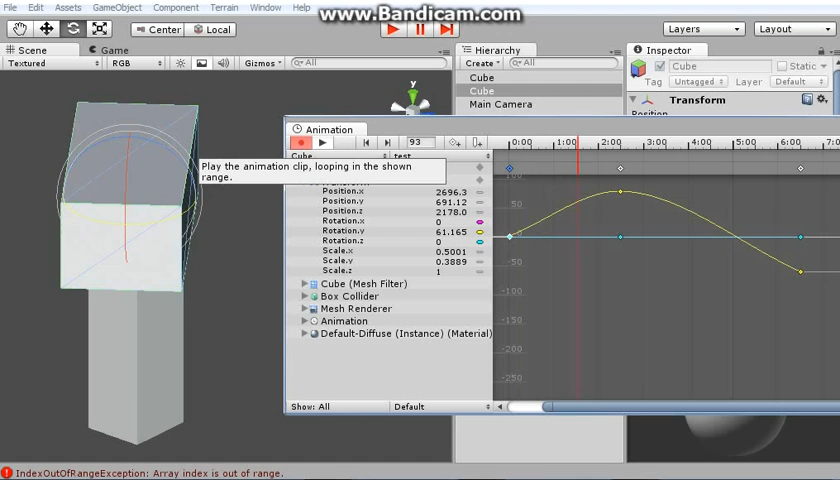 www.Bandicam.com
File Edit Assets GameObject Component Terrain Window Help
Center Local Layers Layout
Scene Game Hierarchy Inspector
Textured RGB Gizmos All Create All Cube Static
Cube Tag Untagged Layer Default
Cube Transform
Main Camera Position
y
Animation
93 0:00 1:00 2:00 3:00 4:00 5:00 6:00 7:0
Cube test
Play the animation clip, looping in the shown
range.
Position.x 2696.3
Position.y 691.12
Position.z 2178.0
Rotation.x 0
Rotation.y 61.165
Rotation.z 0
Scale.x 0.5001
Scale.y 0.3889
Scale.z 1
100
50
0
-50
-100
-150
-200
-250
Cube (Mesh Filter)
Box Collider
Mesh Renderer
Animation
Default-Diffuse (Instance) (Material)
Show: All Default
IndexOutOfRangeException: Array index is out of range.